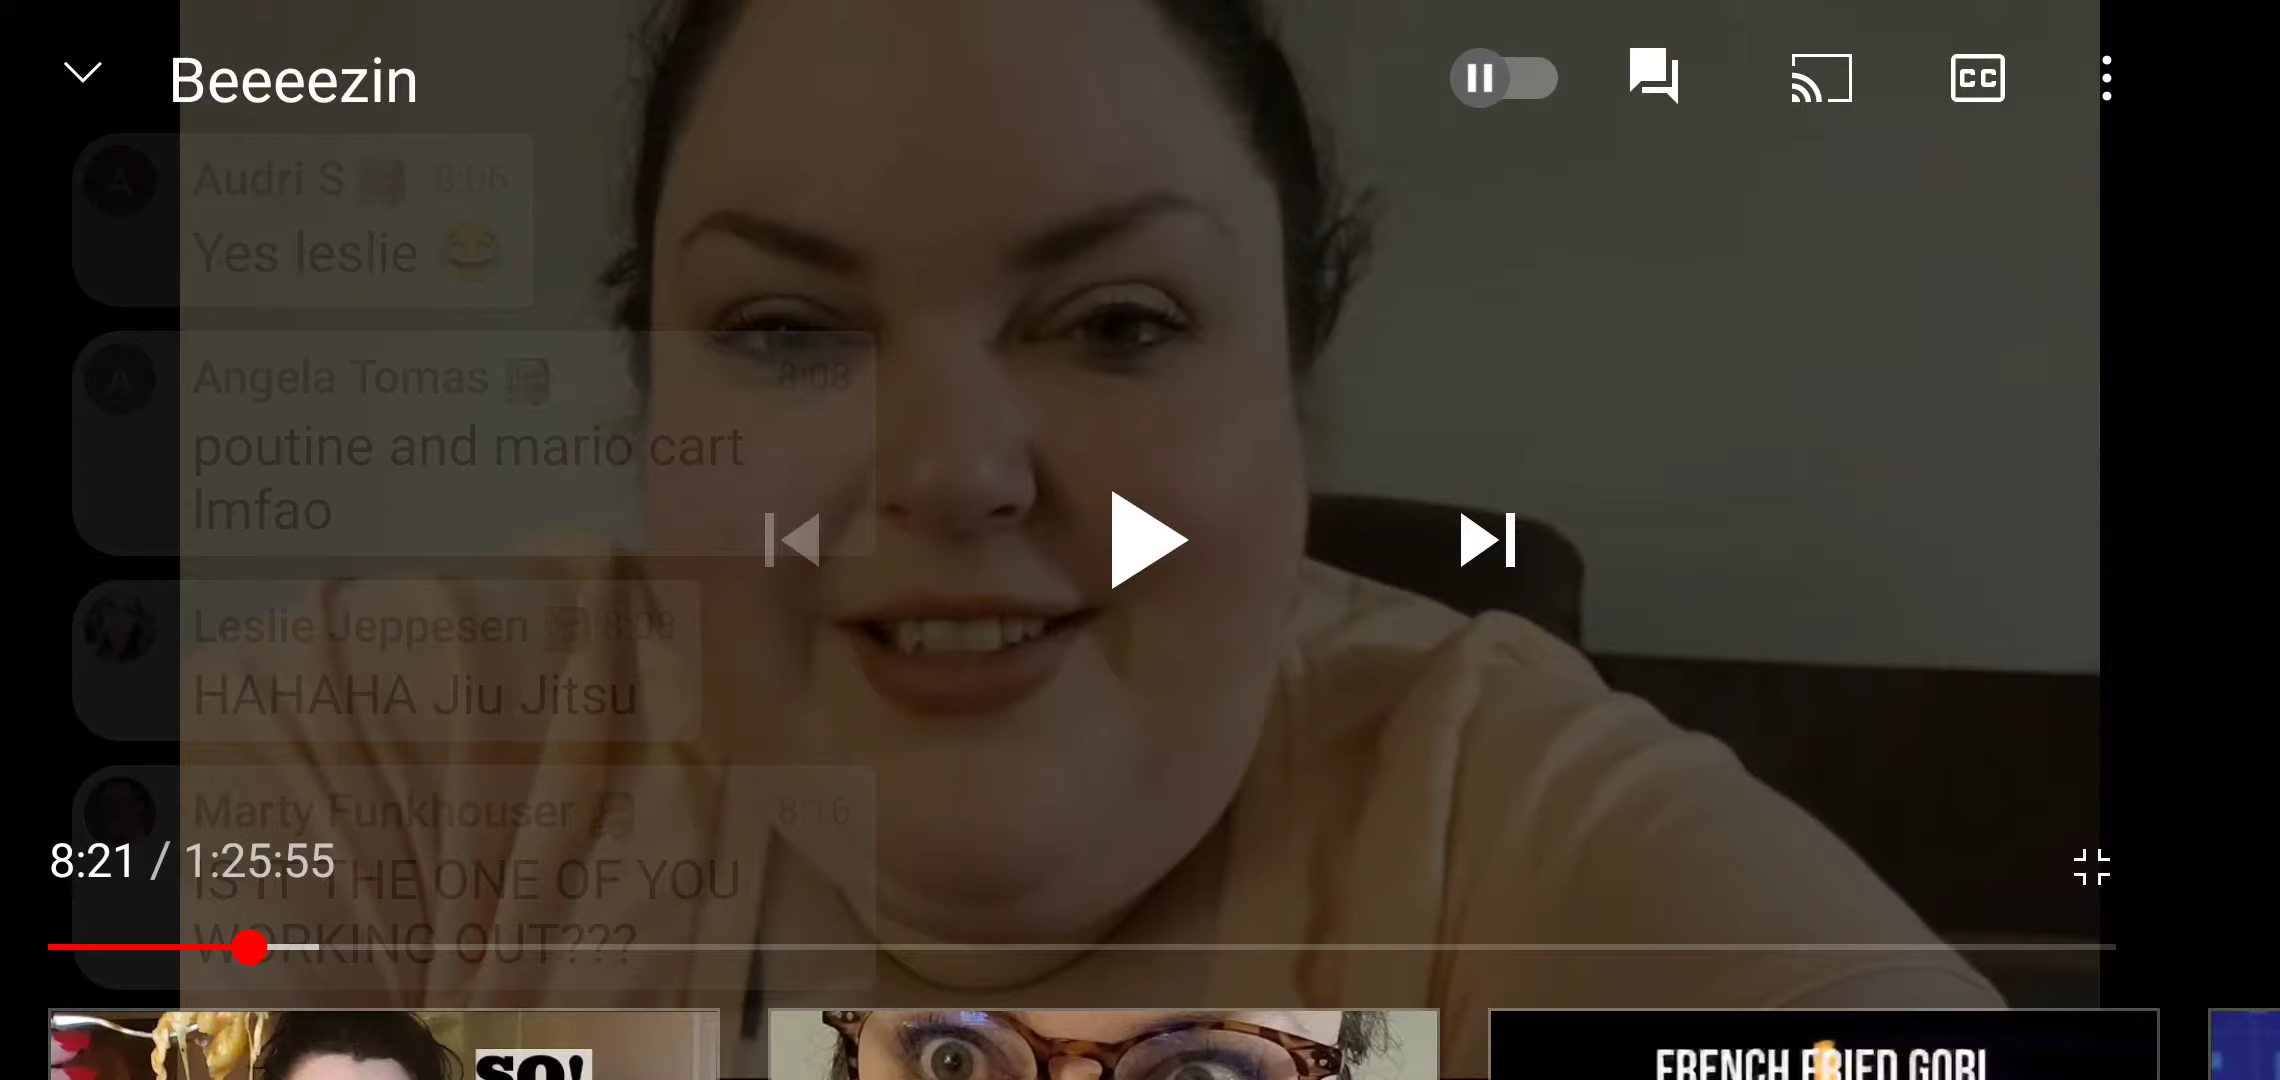 Beeeezin
CC
A Audri S 8:06
Yes leslie 😂
A Angela Tomas 8:08
poutine and mario cart
lmfao
Leslie Jeppesen 8:08
HAHAHA Jiu Jitsu
Marty Funkhouser 8:16
IS IT THE ONE OF YOU
WORKING OUT???
8:21 / 1:25:55
SO!
FRENCH FRIED